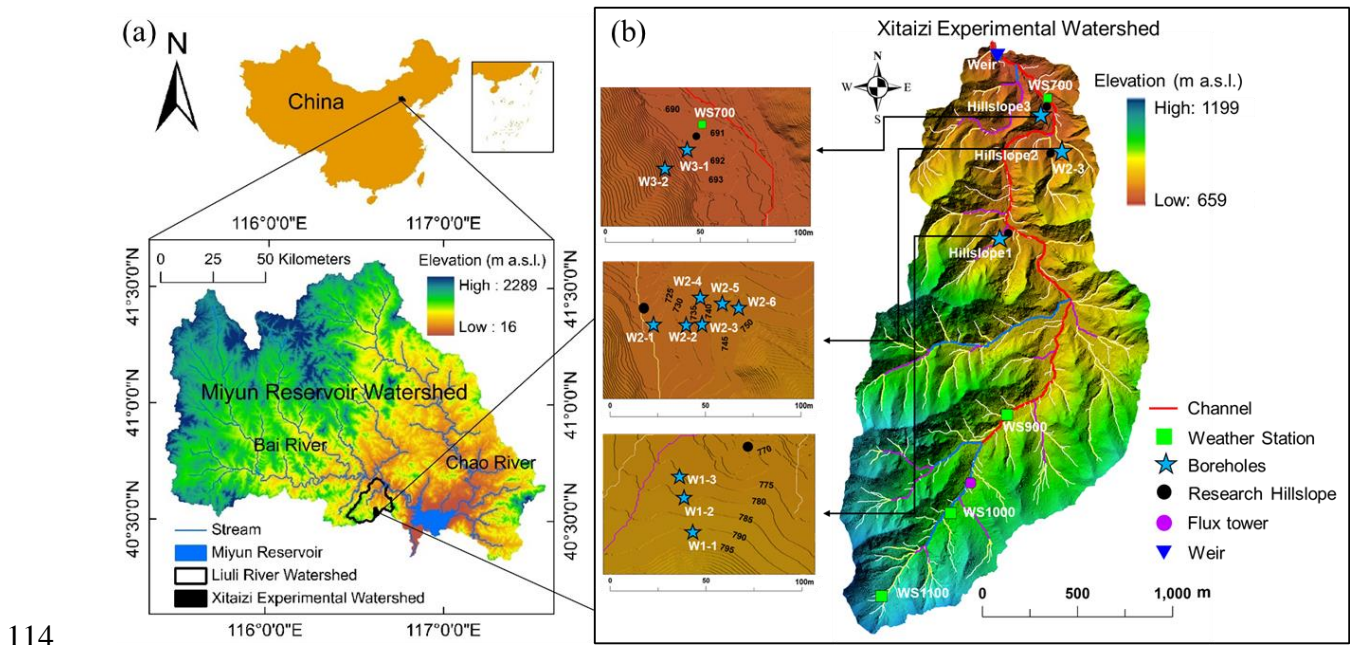 (a)
N
China
116°0'0"E
117°0'0"E
0 25 50 Kilometers
Elevation (m a.s.l.)
High : 2289
Low : 16
41°30'0"N
41°0'0"N
40°30'0"N
41°30'0"N
41°0'0"N
40°30'0"N
Miyun Reservoir Watershed
Bai River
Chao River
Stream
Miyun Reservoir
Liuli River Watershed
Xitaizi Experimental Watershed
116°0'0"E
117°0'0"E
(b)
Xitaizi Experimental Watershed
N
W E
S
Elevation (m a.s.l.)
High: 1199
Low: 659
690
WS700
691
W3-1
692
W3-2
693
0 50 100m
W2-4
W2-5
W2-6
725
730
735
740
750
W2-1
W2-2
W2-3
745
0 50 100m
770
W1-3
775
W1-2
780
785
W1-1
790
795
0 50 100m
Weir
WS700
Hillslope3
Hillslope2
W2-3
Hillslope1
WS900
WS1000
WS1100
Channel
Weather Station
Boreholes
Research Hillslope
Flux tower
Weir
0 500 1,000 m
114